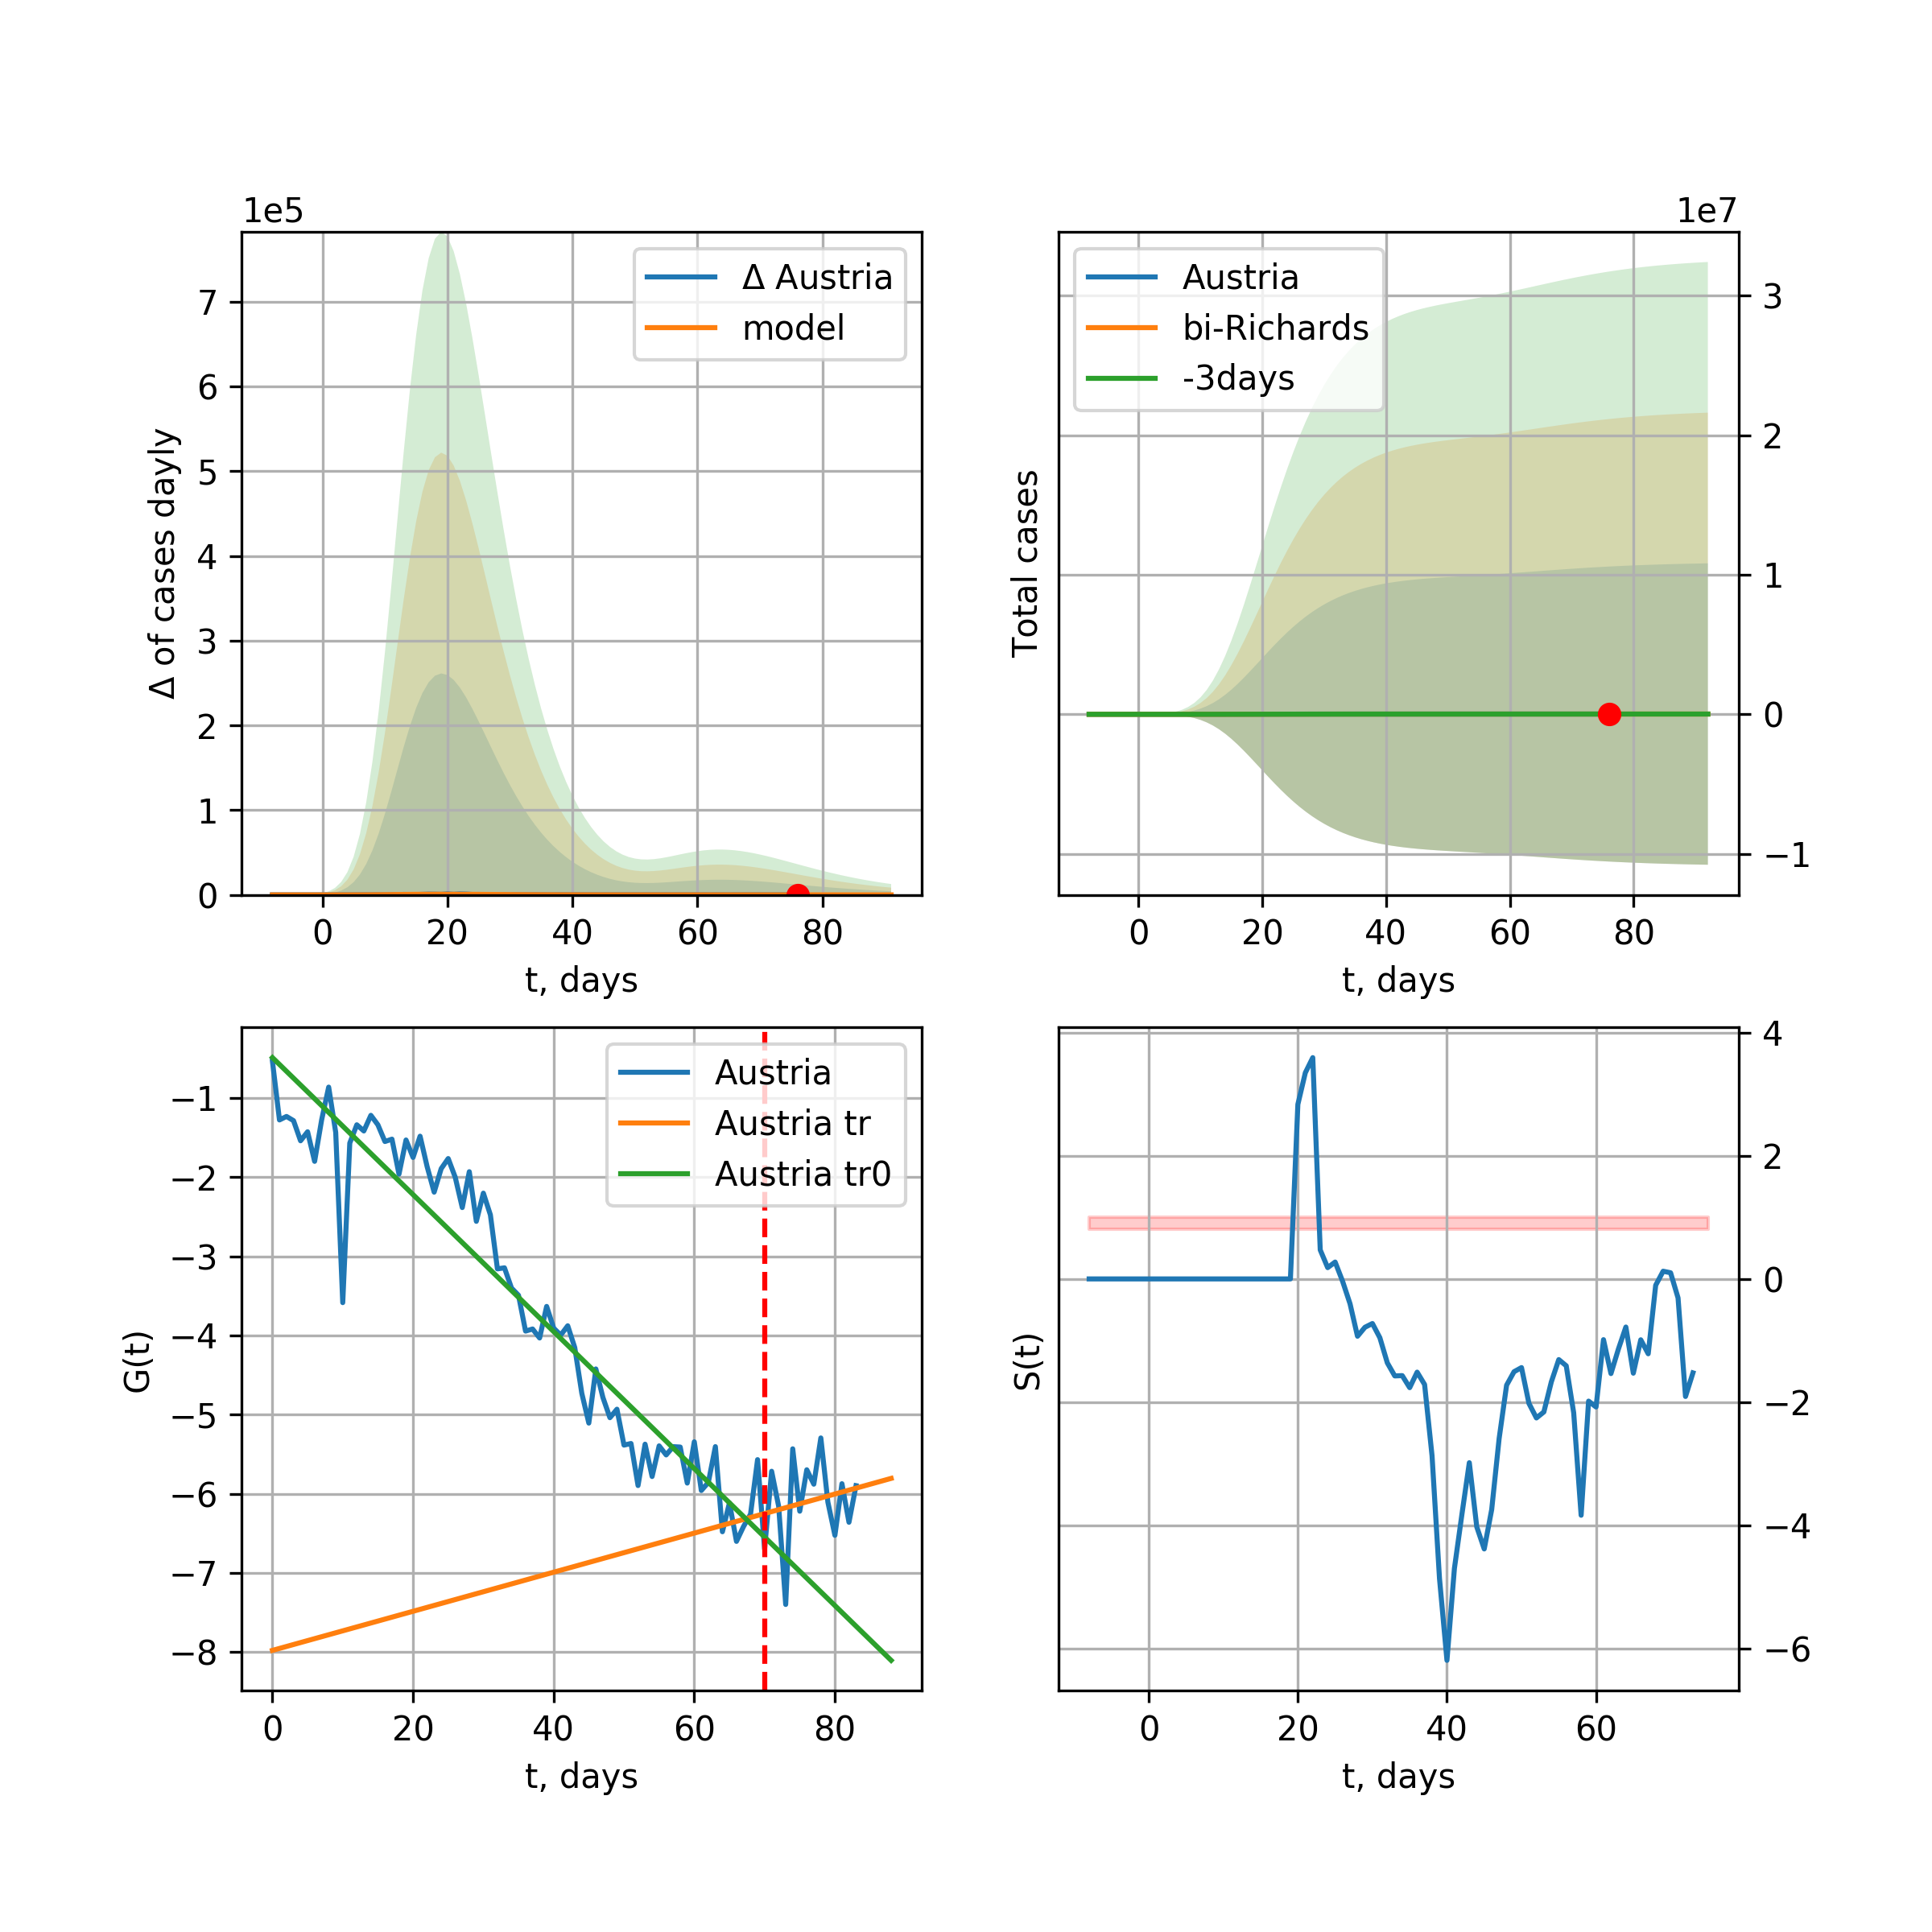 1e5
Δ Austria
model
7
6
5
4
3
2
1
0
Δ of cases dayly
0 20 40 60 80
t, days
1e7
Austria
bi-Richards
-3days
3
2
1
0
−1
Total cases
0 20 40 60 80
t, days
Austria
Austria tr
Austria tr0
−1
−2
−3
−4
−5
−6
−7
−8
G(t)
0 20 40 60 80
t, days
4
2
0
−2
−4
−6
S(t)
0 20 40 60
t, days